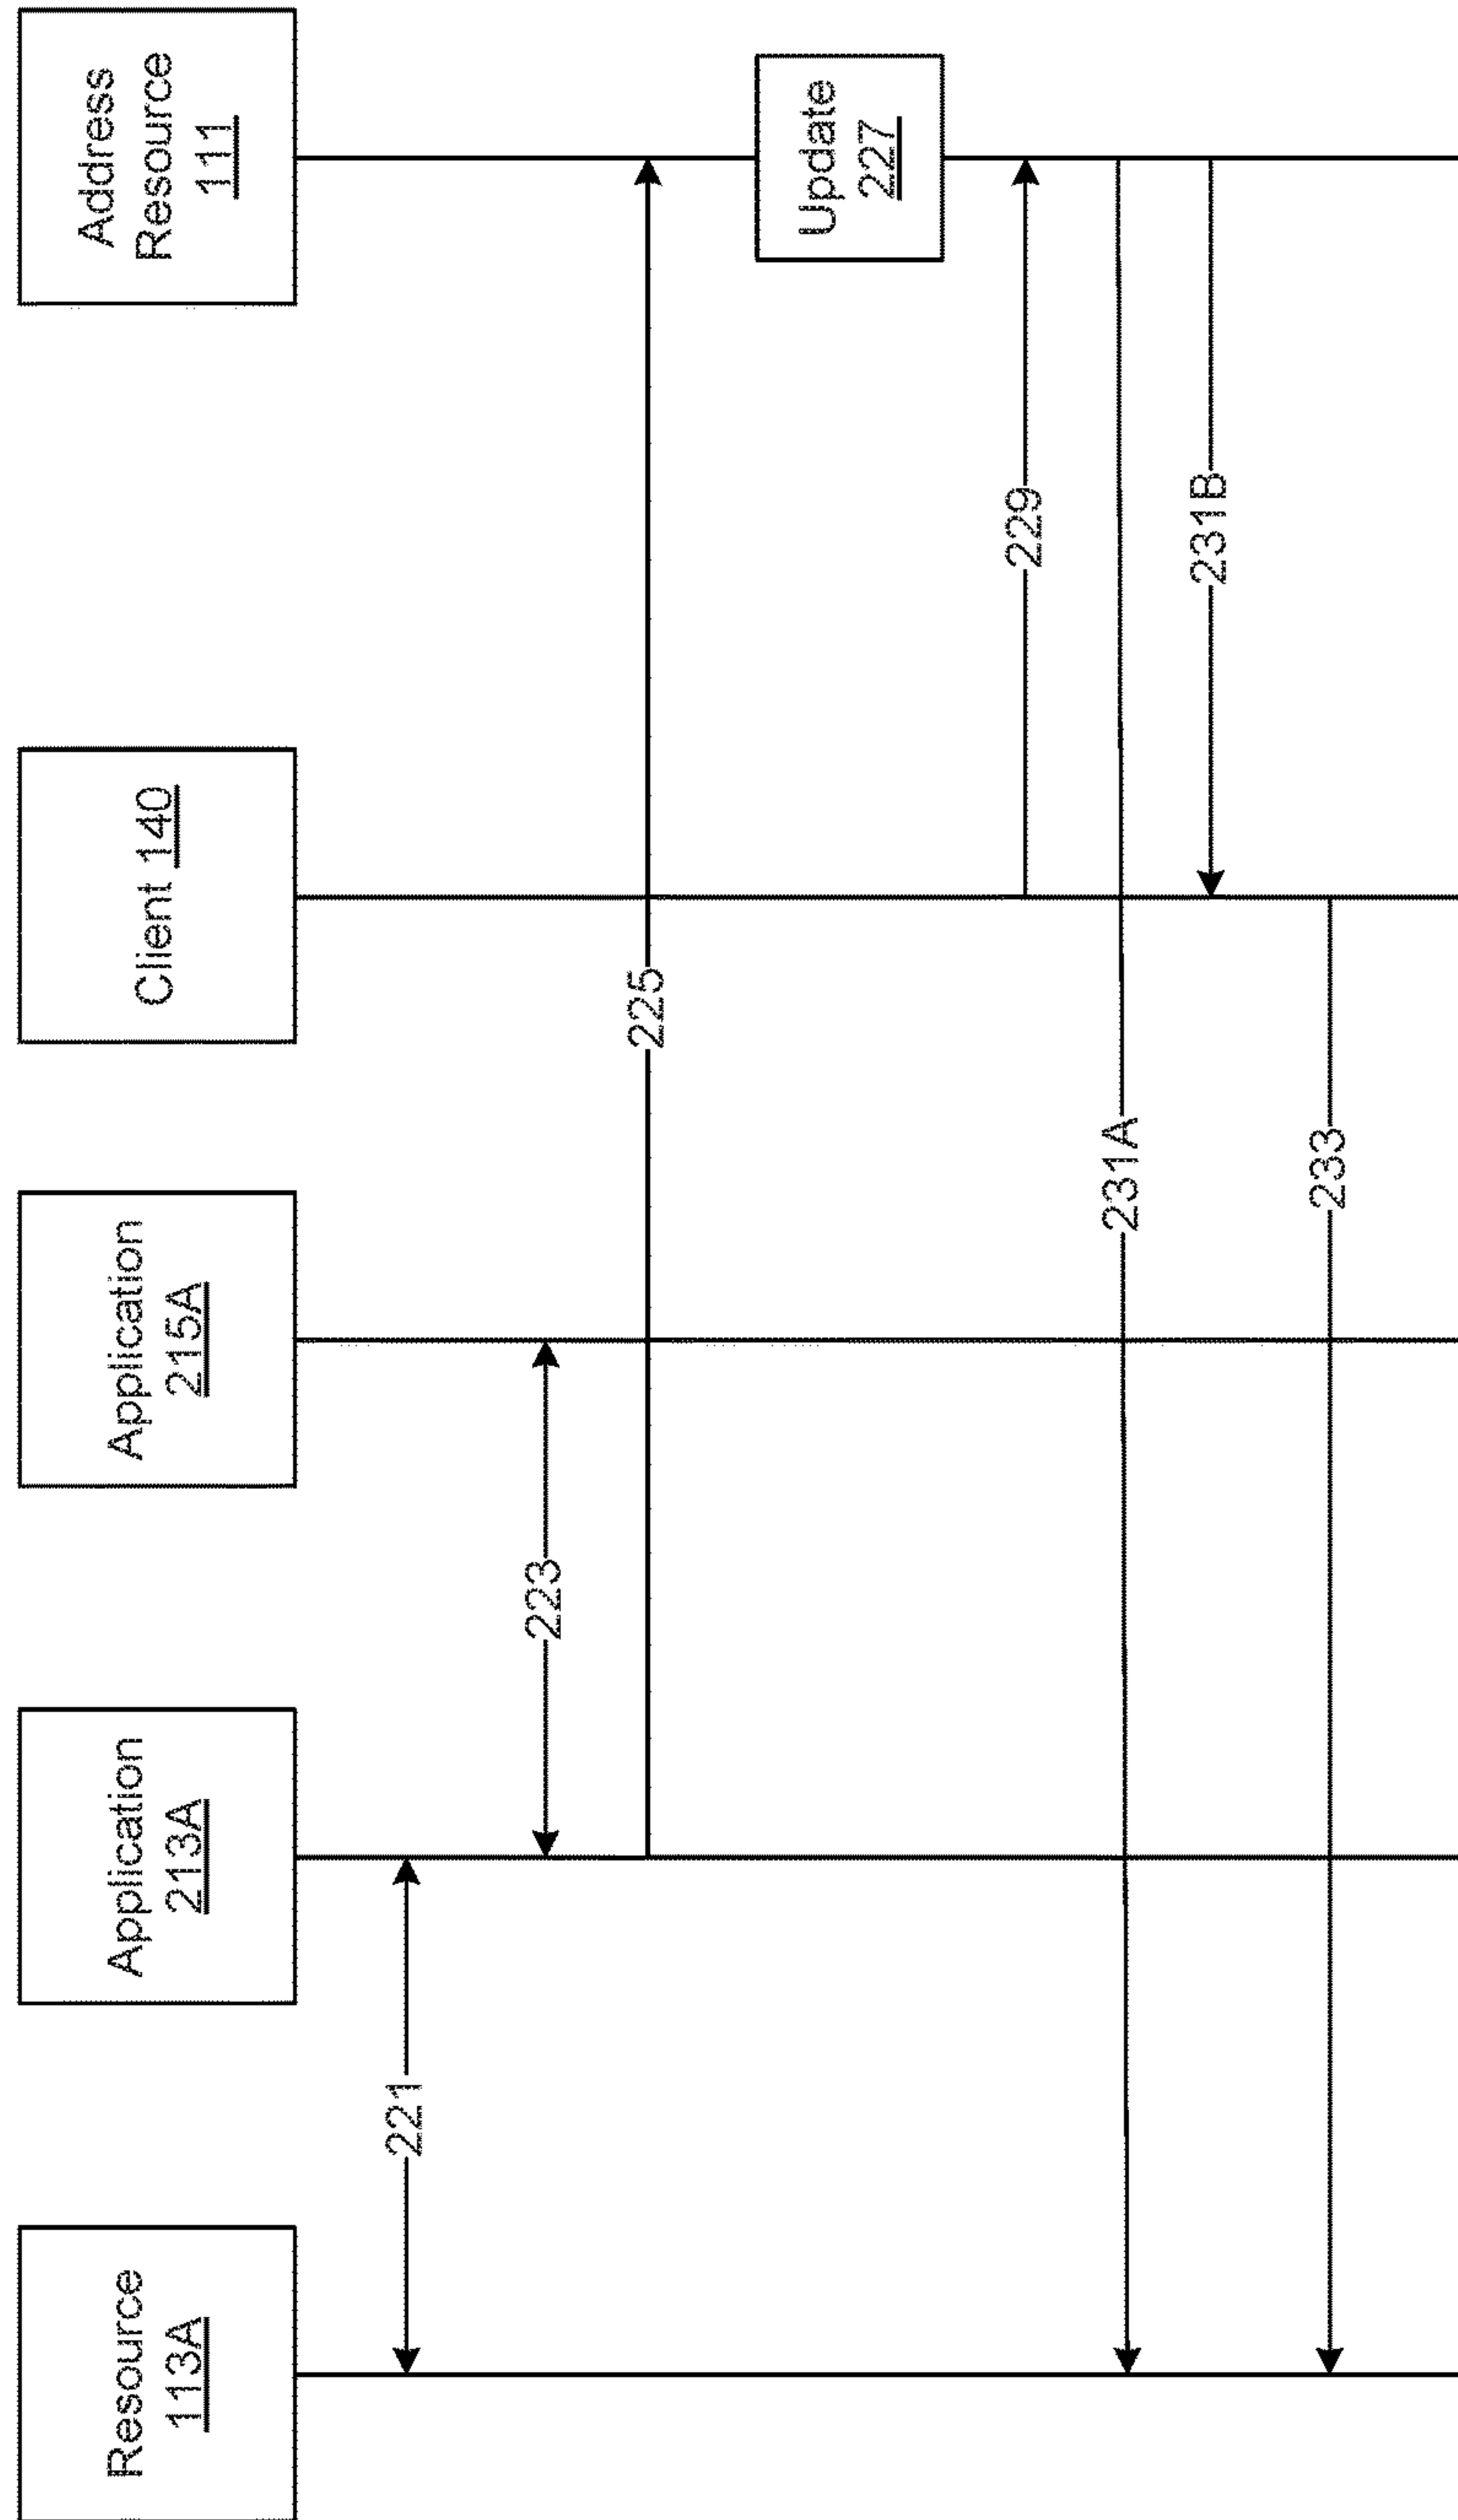 Resource
113A
Application
213A
Application
215A
Client 140
Address
Resource
111
221
223
225
Update
227
229
231A
231B
233